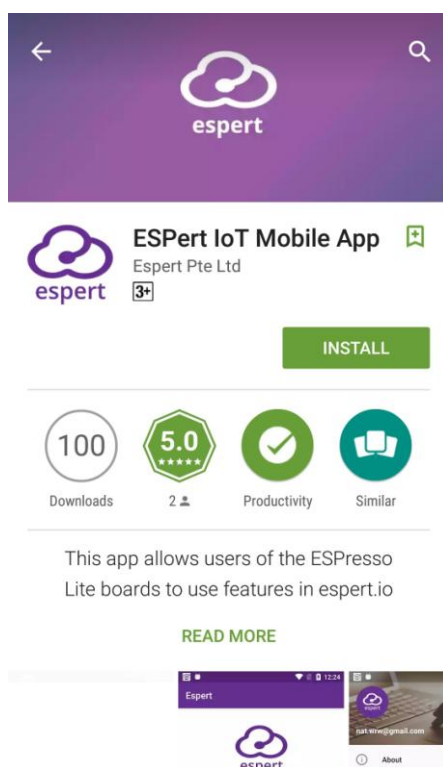 espert
ESPert IoT Mobile App
Espert Pte Ltd
espert
3+
INSTALL
100
5.0
Downloads
2
Productivity
Similar
This app allows users of the ESPresso
Lite boards to use features in espert.io
READ MORE
12:24
Espert
espert
espert
nat.wrw@gmail.com
About